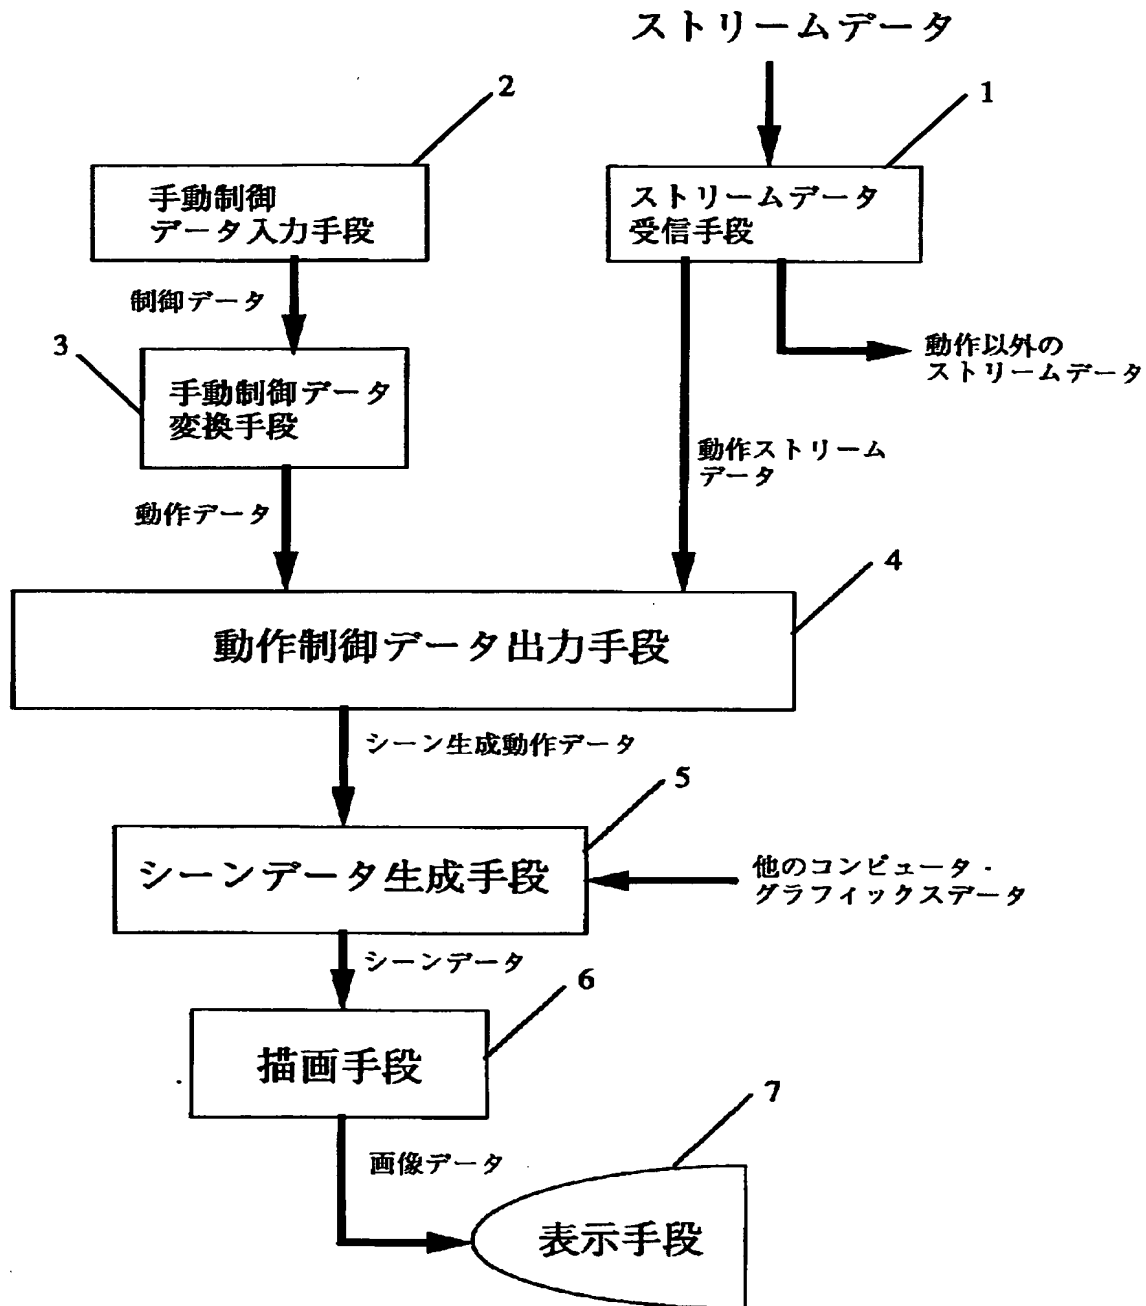 ストリームデータ
2
1
手動制御
データ入力手段
ストリームデータ
受信手段
制御データ
3
動作以外の
ストリームデータ
手動制御データ
変換手段
動作ストリーム
データ
動作データ
4
動作制御データ出力手段
シーン生成動作データ
5
シーンデータ生成手段
他のコンピュータ・
グラフィックスデータ
シーンデータ
6
描画手段
7
画像データ
表示手段